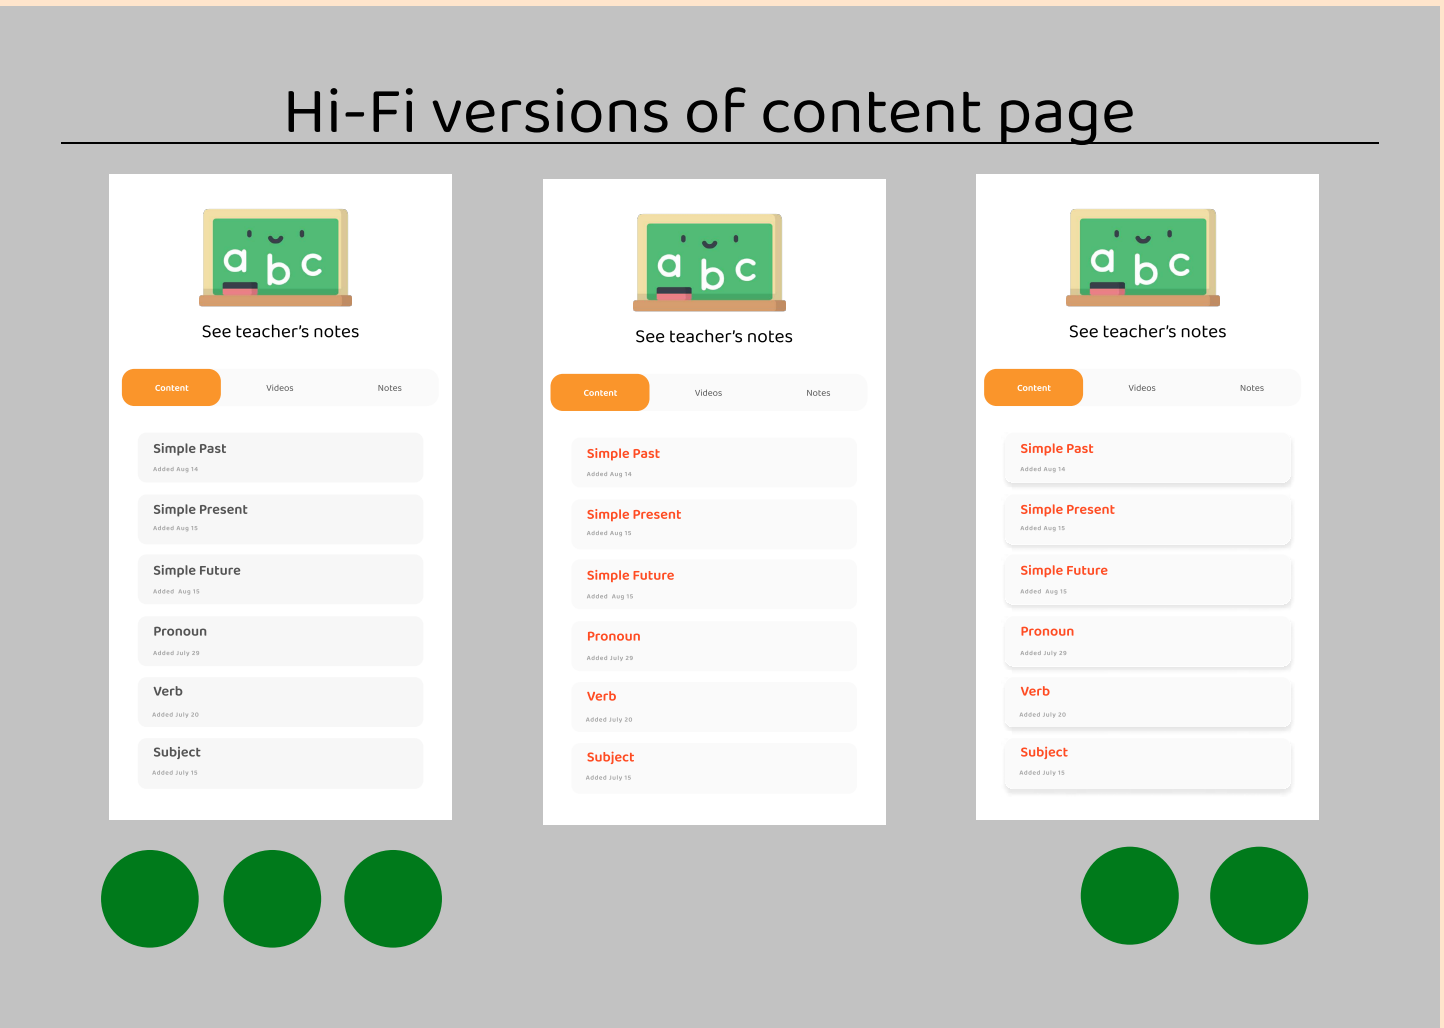 Hi-Fi versions of content page
a b c
See teacher's notes
Content Videos Notes
Simple Past
Added Aug 14
Simple Present
Added Aug 15
Simple Future
Added  Aug 15
Pronoun
Added July 29
Verb
Added July 20
Subject
Added July 15
a b c
See teacher's notes
Content Videos Notes
Simple Past
Added Aug 14
Simple Present
Added Aug 15
Simple Future
Added  Aug 15
Pronoun
Added July 29
Verb
Added July 20
Subject
Added July 15
a b c
See teacher's notes
Content Videos Notes
Simple Past
Added Aug 14
Simple Present
Added Aug 15
Simple Future
Added  Aug 15
Pronoun
Added July 29
Verb
Added July 20
Subject
Added July 15